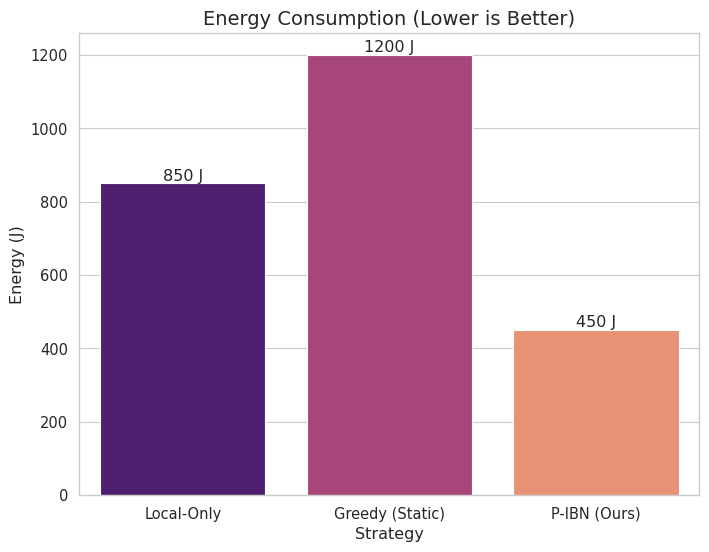 Energy Consumption (Lower is Better)
1200
1000
800
600
400
200
0
Energy (J)
850 J
1200 J
450 J
Local-Only
Greedy (Static)
P-IBN (Ours)
Strategy